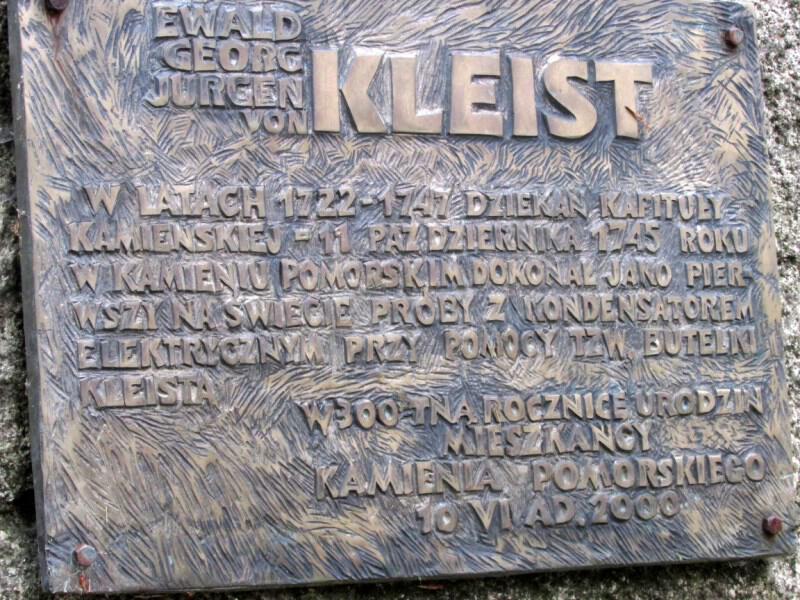 EWALD
GEORG
JÜRGEN
VON KLEIST
W LATACH 1722-1747 DZIEKAN KAPITUŁY
KAMIEŃSKIEJ - 11 PAŹDZIERNIKA 1745 ROKU
W KAMIENIU POMORSKIM DOKONAŁ JAKO PIER-
WSZY NA ŚWIECIE PRÓBY Z KONDENSATOREM
ELEKTRYCZNYM PRZY POMOCY TZW. BUTELKI
KLEISTA
W 300-TNĄ ROCZNICĘ URODZIN
MIESZKAŃCY
KAMIENIA POMORSKIEGO
10 VI A.D. 2000